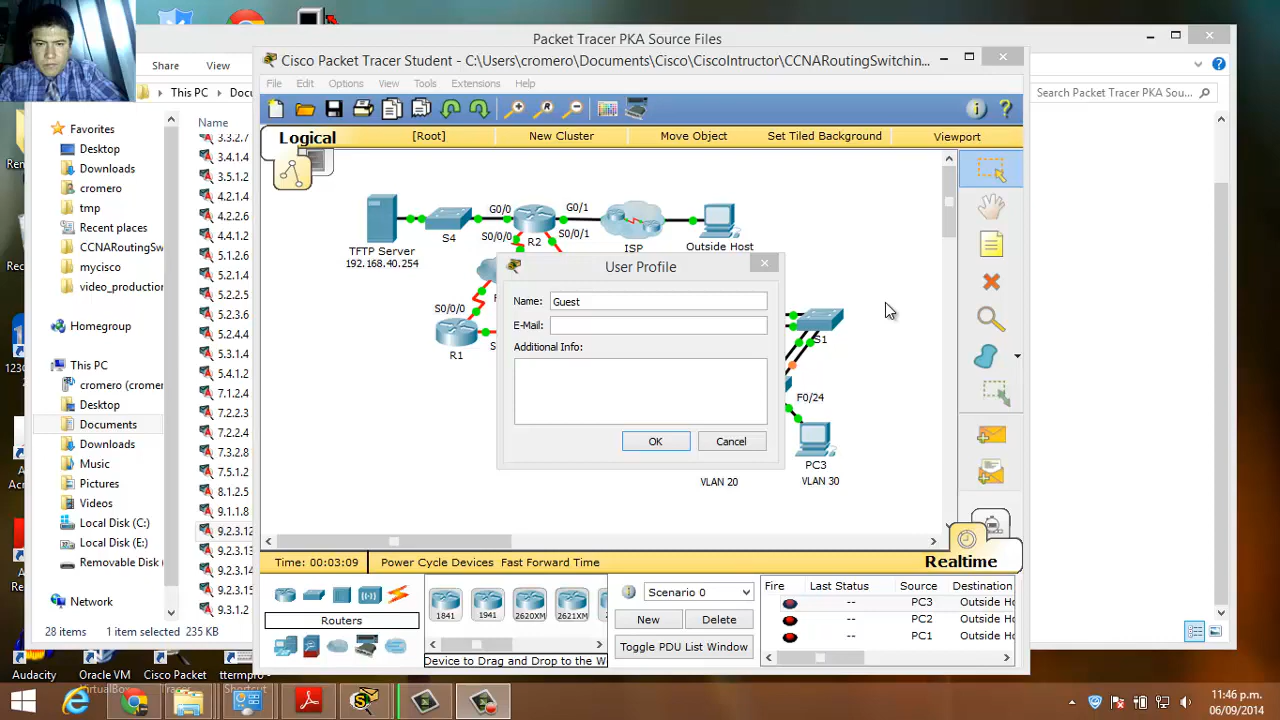 Packet Tracer PKA Source Files
Share
View
Cisco Packet Tracer Student - C:\Users\cromero\Documents\Cisco\CiscoIntructor\CCNARoutingSwitchin...
File Edit Options View Tools Extensions Help
This PC
Search Packet Tracer PKA Sou...
Logical
[Root]
New Cluster
Move Object
Set Tiled Background
Viewport
Favorites
Desktop
Downloads
cromero
tmp
Recent places
CCNARoutingSw
mycisco
video_production
Homegroup
This PC
cromero (cromer
Desktop
Documents
Downloads
Music
Pictures
Videos
Local Disk (C:)
Local Disk (E:)
Removable Disk
Network
28 items
1 item selected 235 KB
Name
3.3.2.7
3.4.1.4
3.5.1.2
4.2.1.4
4.2.2.6
4.4.1.2
5.1.2.6
5.2.1.4
5.2.2.5
5.2.3.6
5.2.4.4
5.3.1.4
5.4.1.2
7.1.2.4
7.2.2.3
7.2.2.4
7.3.2.8
7.5.1.2
8.1.2.5
9.1.1.8
9.2.3.12
9.2.3.13
9.2.3.14
9.2.3.15
9.3.1.2
TFTP Server
192.168.40.254
S4
G0/0
G0/1
R2
S0/0/0
S0/0/1
ISP
Outside Host
S0/0/0
R1
S1
F0/24
PC3
VLAN 20
VLAN 30
User Profile
Name:
Guest
E-Mail:
Additional Info:
OK
Cancel
Time: 00:03:09
Power Cycle Devices Fast Forward Time
Realtime
Routers
1841
1941
2620XM
2621XM
Device to Drag and Drop to the W
Scenario 0
New
Delete
Toggle PDU List Window
Fire
Last Status
Source
Destination
-- PC3 Outside Ho
-- PC2 Outside Ho
-- PC1 Outside Ho
Audacity
Oracle VM
VirtualBox
Cisco Packet
Tracer
ttermpro -
Shortcut
11:46 p.m.
06/09/2014